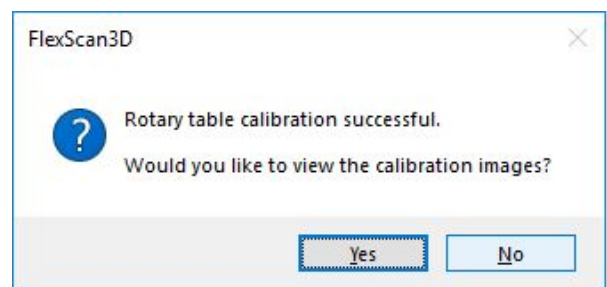 FlexScan3D
Rotary table calibration successful.
Would you like to view the calibration images?
Yes No